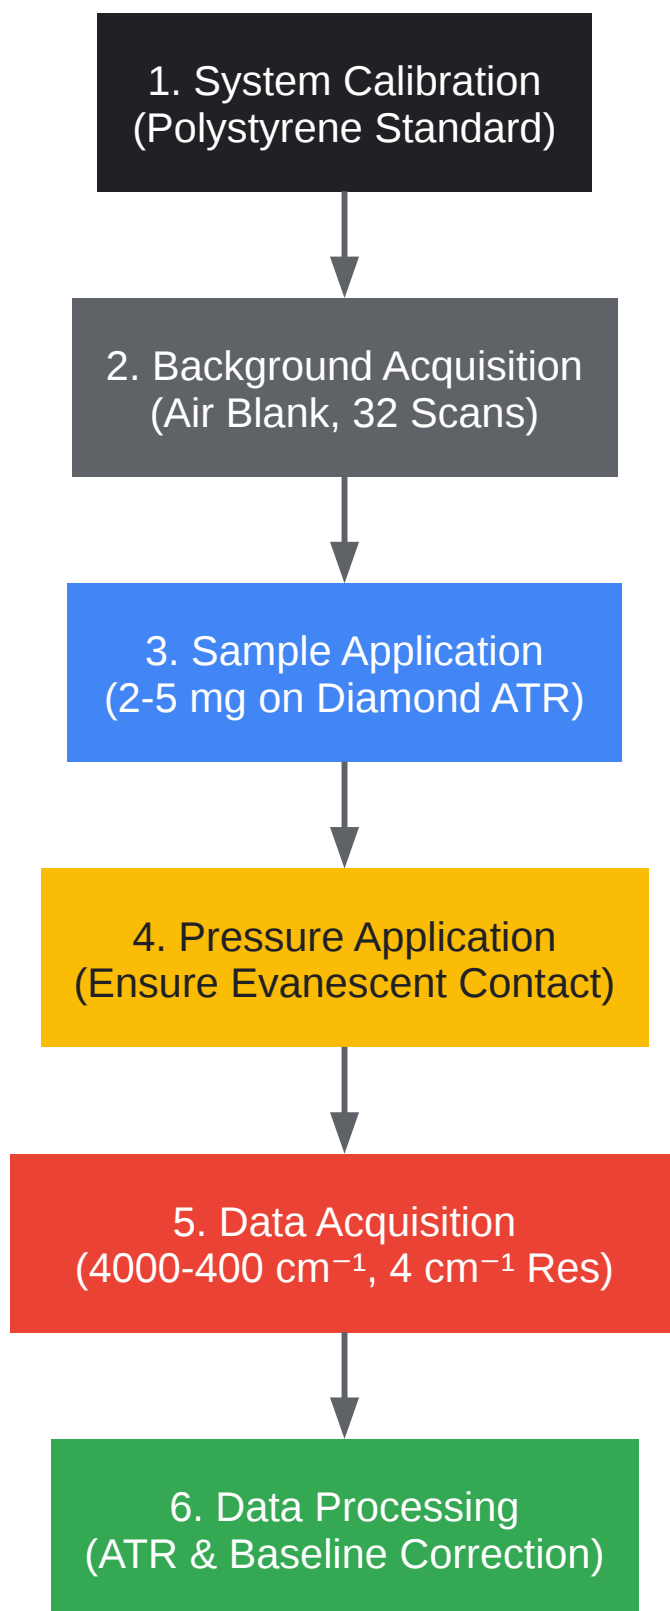 1. System Calibration
(Polystyrene Standard)
2. Background Acquisition
(Air Blank, 32 Scans)
3. Sample Application
(2-5 mg on Diamond ATR)
4. Pressure Application
(Ensure Evanescent Contact)
5. Data Acquisition
(4000-400 cm⁻¹, 4 cm⁻¹ Res)
6. Data Processing
(ATR & Baseline Correction)